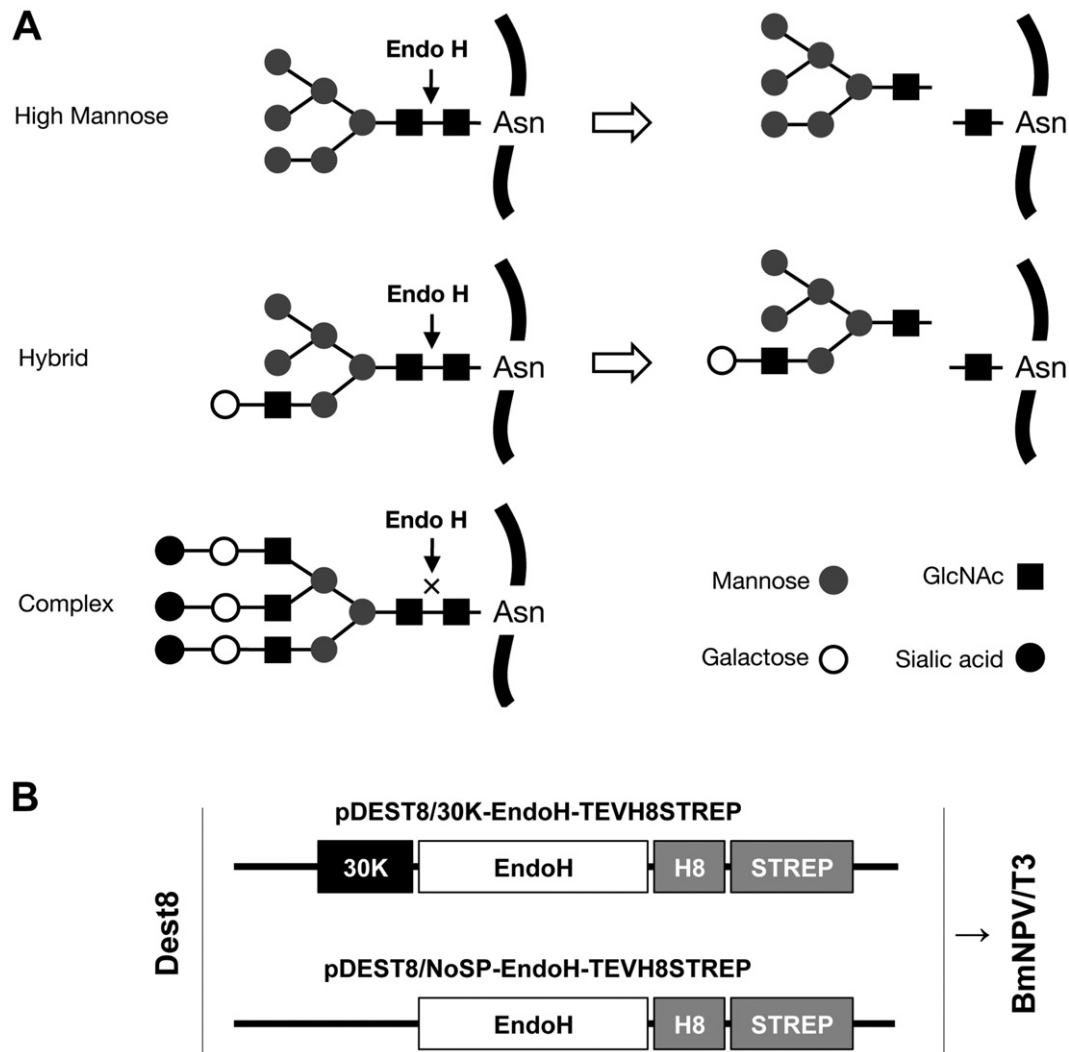 A
Endo H
High Mannose
Asn
Asn
Endo H
Hybrid
Asn
Asn
Endo H
Complex
Asn
Mannose
GlcNAc
Galactose
Sialic acid
B
Dest8
pDEST8/30K-EndoH-TEVH8STREP
30K EndoH H8 STREP
pDEST8/NoSP-EndoH-TEVH8STREP
EndoH H8 STREP
→
BmNPV/T3